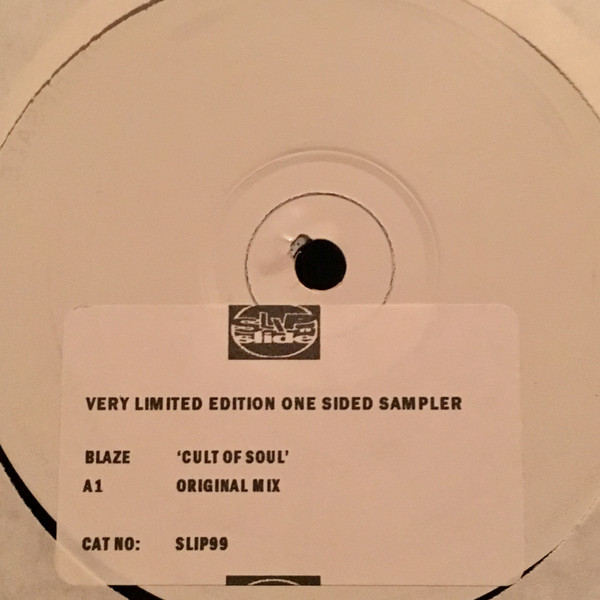 SLIP n slide
VERY LIMITED EDITION ONE SIDED SAMPLER
BLAZE 'CULT OF SOUL'
A1 ORIGINAL MIX
CAT NO: SLIP99